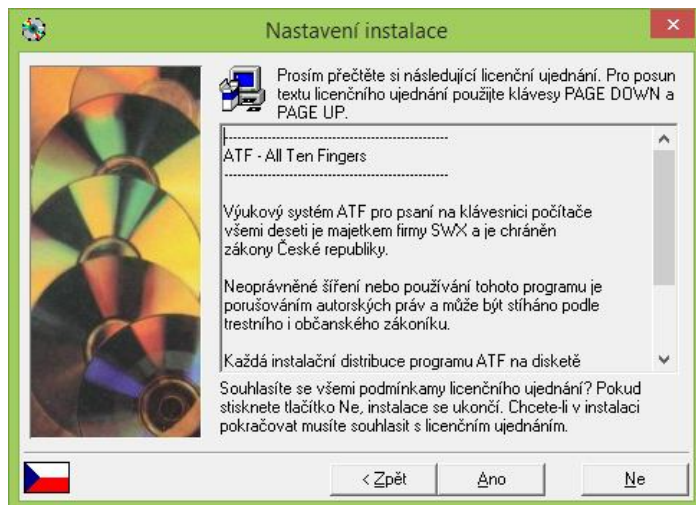 Nastavení instalace
Prosím přečtěte si následující licenční ujednání. Pro posun
textu licenčního ujednání použijte klávesy PAGE DOWN a
PAGE UP.
--------------------------------------------------------
ATF - All Ten Fingers
--------------------------------------------------------
Výukový systém ATF pro psaní na klávesnici počítače
všemi deseti je majetkem firmy SWX a je chráněn
zákony České republiky.
Neoprávněné šíření nebo používání tohoto programu je
porušováním autorských práv a může být stíháno podle
trestního i občanského zákoníku.
Každá instalační distribuce programu ATF na disketě
Souhlasíte se všemi podmínkamy licenčního ujednání? Pokud
stisknete tlačítko Ne, instalace se ukončí. Chcete-li v instalaci
pokračovat musíte souhlasit s licenčním ujednáním.
< Zpět
Ano
Ne